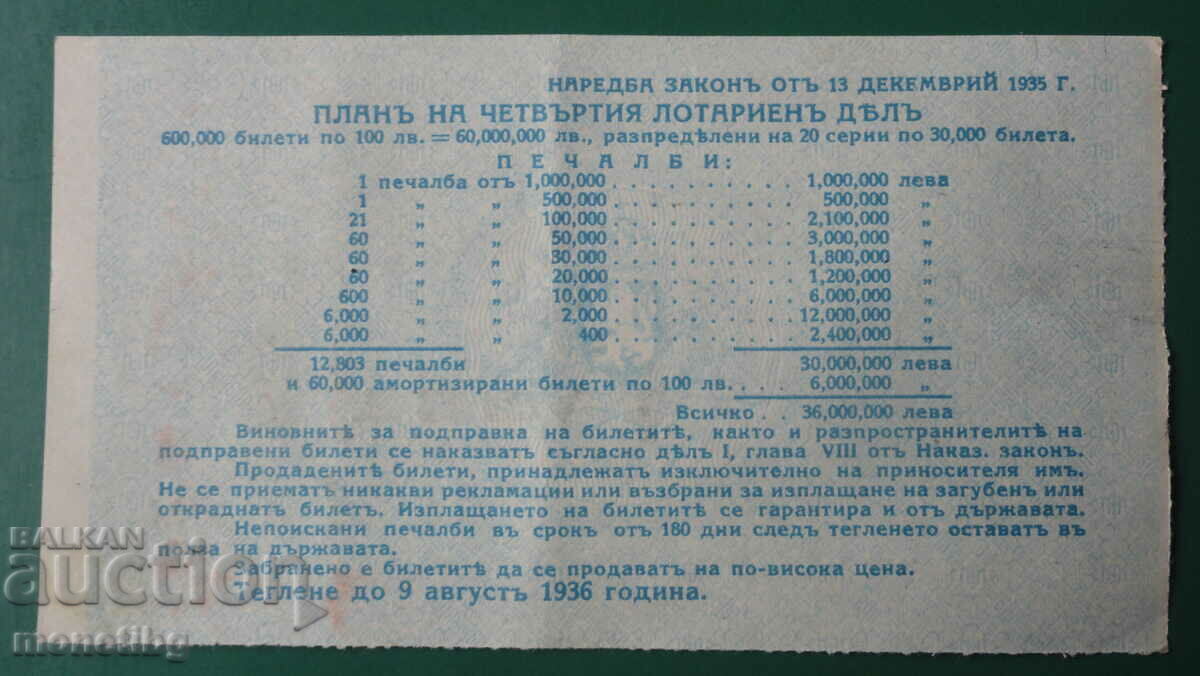 НАРЕДБА ЗАКОНЪ ОТЪ 13 ДЕКЕМВРИЙ 1935 Г.
ПЛАНЪ НА ЧЕТВЪРТИЯ ЛОТАРИЕНЪ ДѢЛЪ
600,000 билети по 100 лв. = 60,000,000 лв., разпредѣлени на 20 серии по 30,000 билета.
ПЕЧАЛБИ:
1 печалба отъ 1,000,000 . . . . . . . . . . 1,000,000 лева
1 „ „ 500,000 . . . . . . . . . . 500,000 „
21 „ „ 100,000 . . . . . . . . . . 2,100,000 „
60 „ „ 50,000 . . . . . . . . . . 3,000,000 „
60 „ „ 30,000 . . . . . . . . . . 1,800,000 „
60 „ „ 20,000 . . . . . . . . . . 1,200,000 „
600 „ „ 10,000 . . . . . . . . . . 6,000,000 „
6,000 „ „ 2,000 . . . . . . . . . . 12,000,000 „
6,000 „ „ 400 . . . . . . . . . . 2,400,000 „
12,803 печалби 30,000,000 лева
и 60,000 амортизирани билети по 100 лв. . . . 6,000,000 „
Всичко . . 36,000,000 лева
Виновнитѣ за подправка на билетитѣ, както и разпространителитѣ на
подправени билети се наказватъ съгласно дѣлъ I, глава VIII отъ Наказ. законъ.
Продаденитѣ билети, принадлежатъ изключително на приносителя имъ.
Не се приематъ никакви рекламации или възбрани за изплащане на загубенъ или
откраднатъ билетъ. Изплащането на билетитѣ се гарантира и отъ държавата.
Непоискани печалби въ срокъ отъ 180 дни следъ тегленето оставатъ въ
полза на държавата.
Забранено е билетитѣ да се продаватъ на по-висока цена.
Теглене до 9 августъ 1936 година.
BALKAN
auction
monetibg